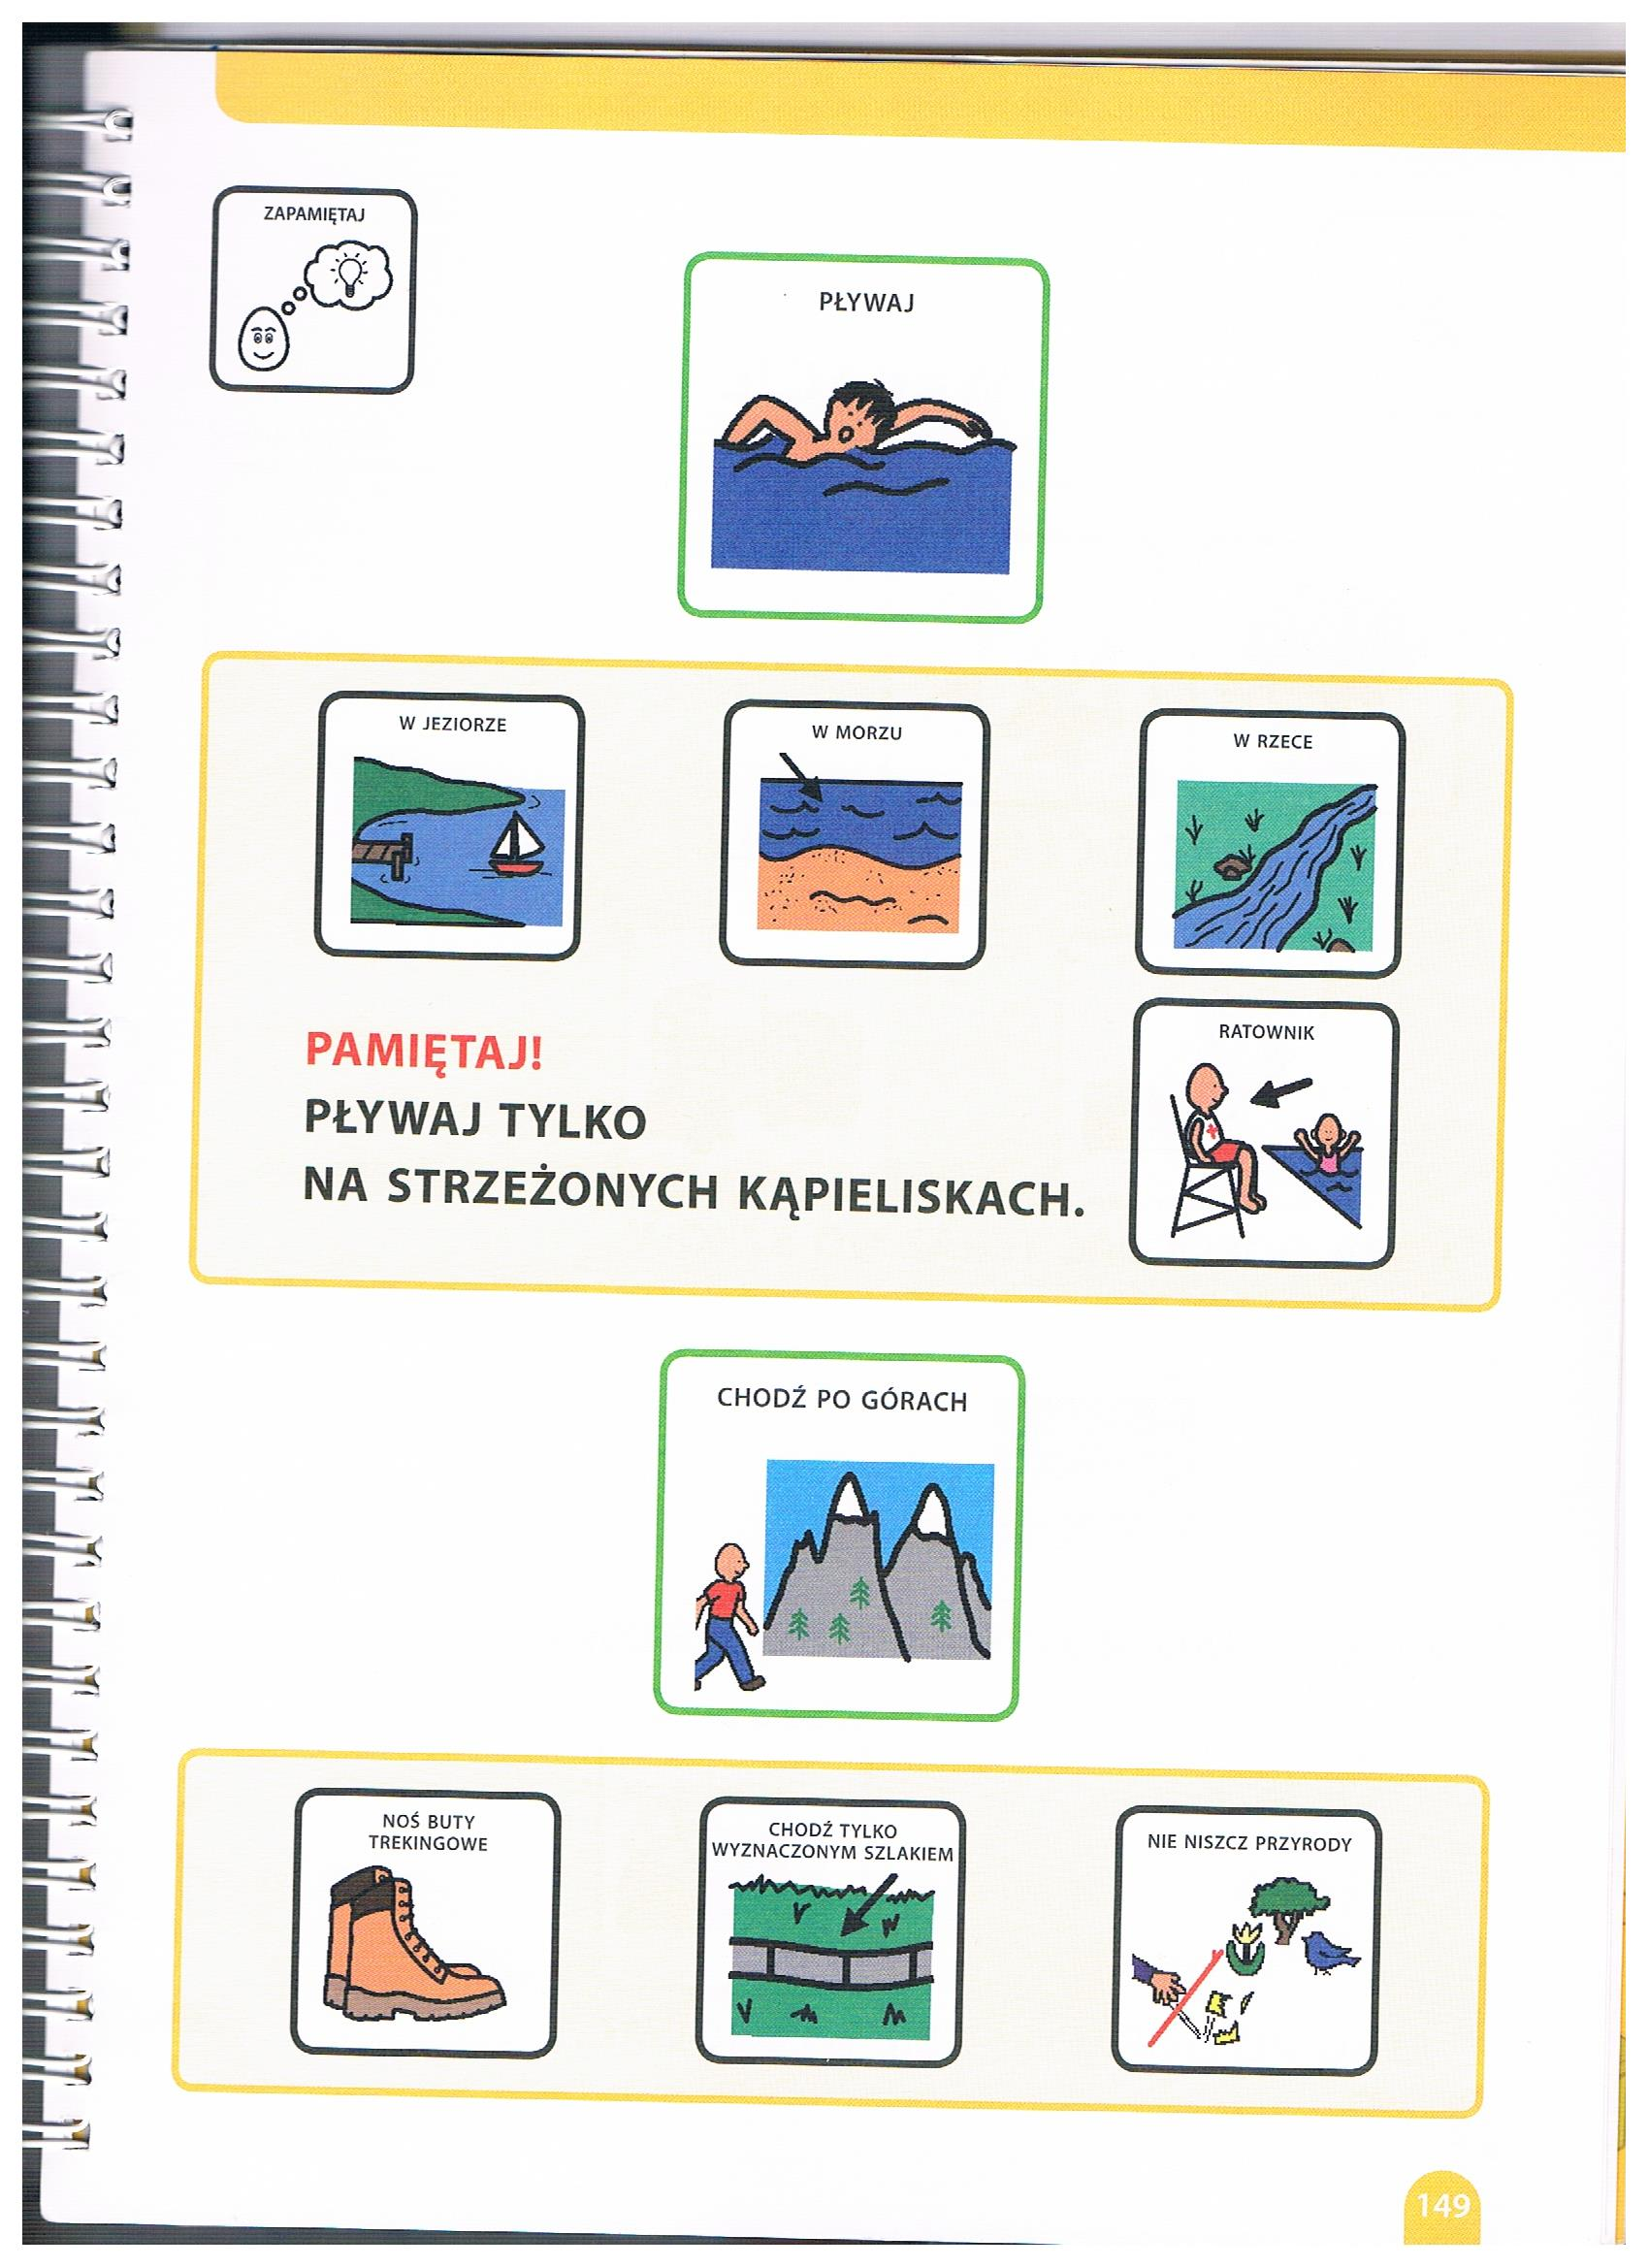 ZAPAMIĘTAJ
PŁYWAJ
W JEZIORZE
W MORZU
W RZECE
PAMIĘTAJ!
PŁYWAJ TYLKO
NA STRZEŻONYCH KĄPIELISKACH.
RATOWNIK
CHODŹ PO GÓRACH
NOŚ BUTY
TREKINGOWE
CHODŹ TYLKO
WYZNACZONYM SZLAKIEM
NIE NISZCZ PRZYRODY
149